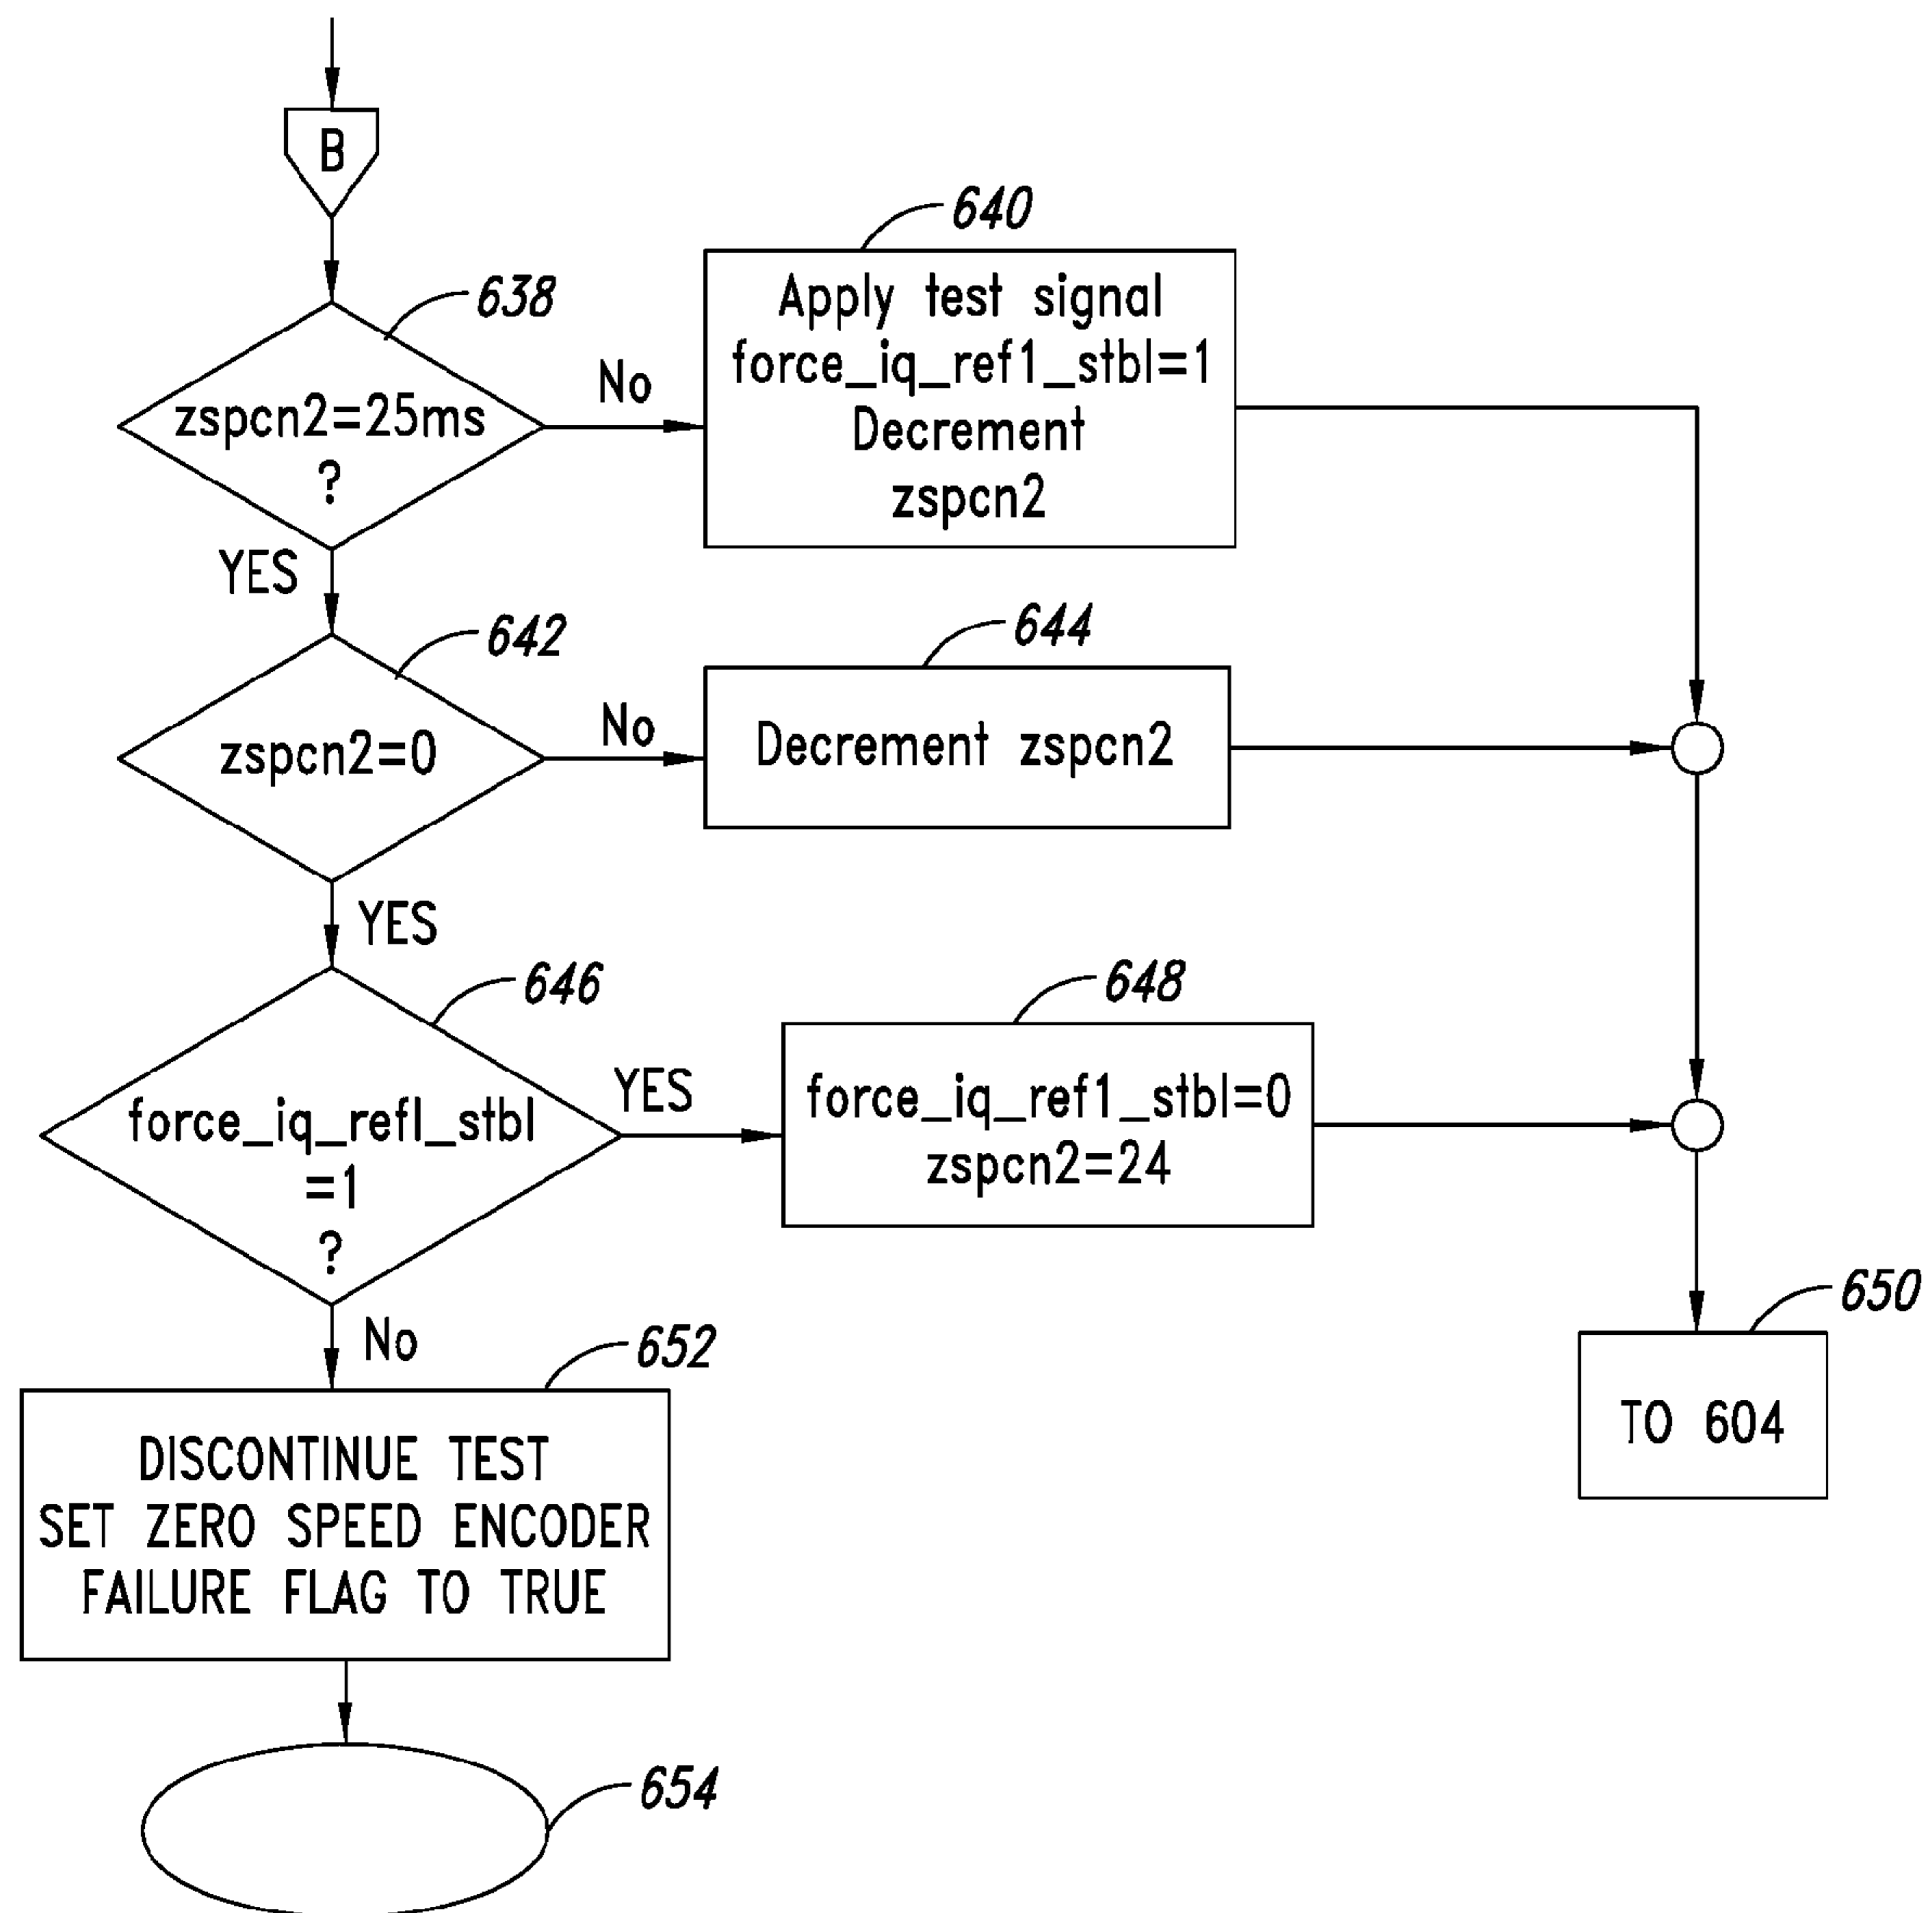 B
638
zspcn2=25ms
?
No
640
Apply test signal
force_iq_ref1_stbl=1
Decrement
zspcn2
YES
642
zspcn2=0
No
644
Decrement zspcn2
YES
646
force_iq_refl_stbl
=1
?
YES
648
force_iq_ref1_stbl=0
zspcn2=24
650
TO 604
No
652
DISCONTINUE TEST
SET ZERO SPEED ENCODER
FAILURE FLAG TO TRUE
654